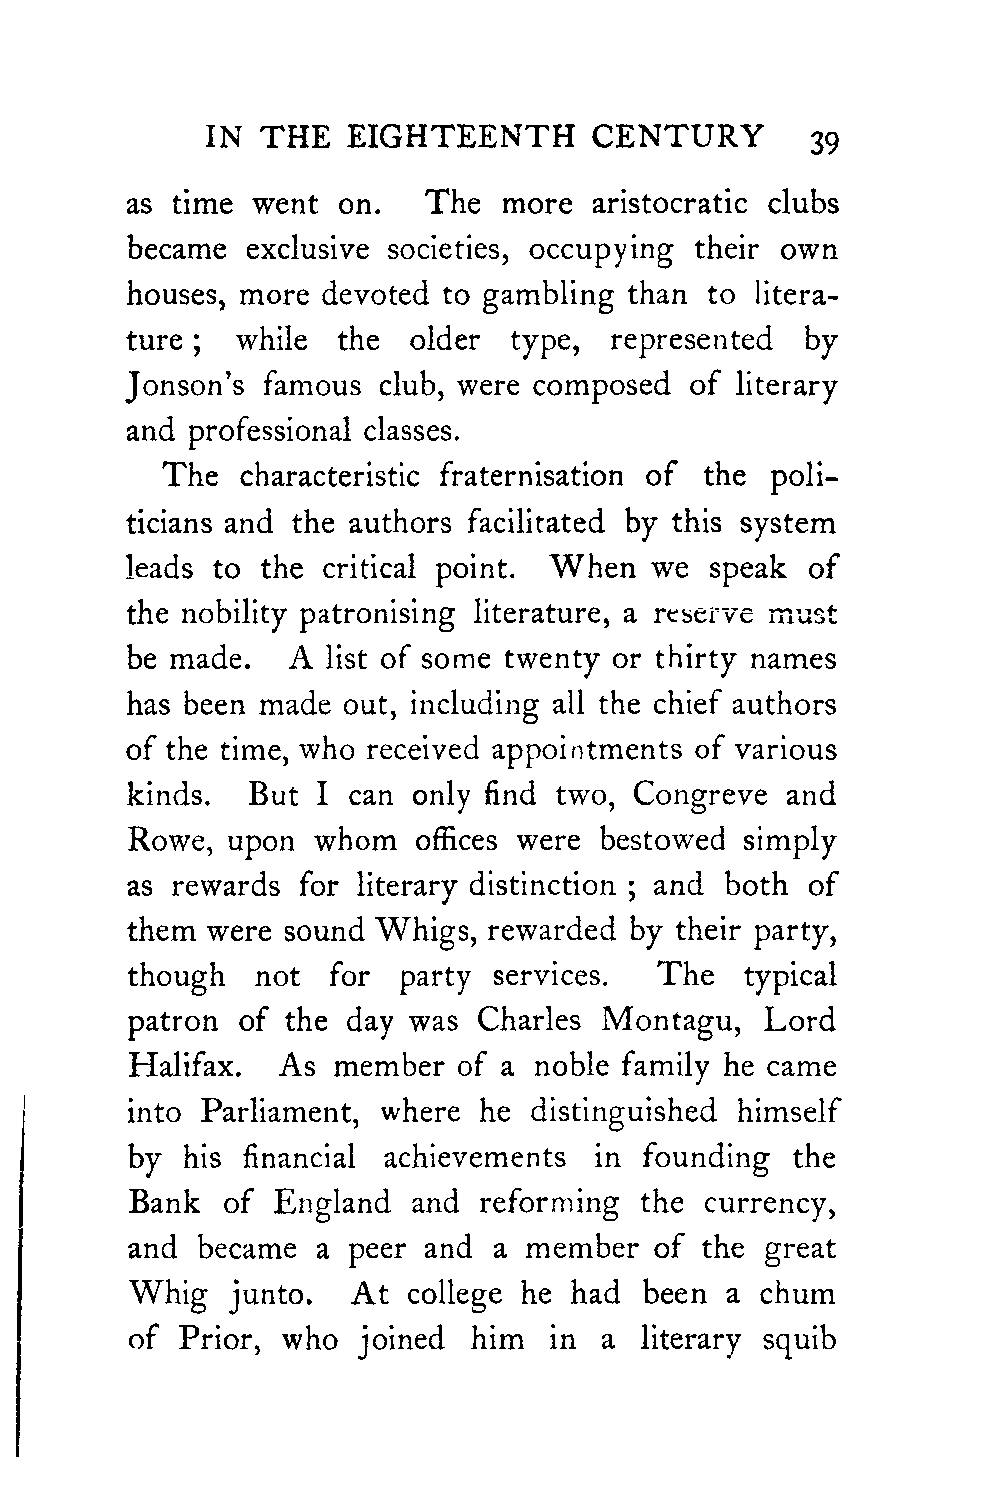 IN THE EIGHTEENTH CENTURY 39
as time went on. The more aristocratic clubs
became exclusive societies, occupying their own
houses, more devoted to gambling than to litera-
ture ; while the older type, represented by
Jonson's famous club, were composed of literary
and professional classes.
The characteristic fraternisation of the poli-
ticians and the authors facilitated by this system
leads to the critical point. When we speak of
the nobility patronising literature, a reserve must
be made. A list of some twenty or thirty names
has been made out, including all the chief authors
of the time, who received appointments of various
kinds. But I can only find two, Congreve and
Rowe, upon whom offices were bestowed simply
as rewards for literary distinction ; and both of
them were sound Whigs, rewarded by their party,
though not for party services. The typical
patron of the day was Charles Montagu, Lord
Halifax. As member of a noble family he came
into Parliament, where he distinguished himself
by his financial achievements in founding the
Bank of England and reforming the currency,
and became a peer and a member of the great
Whig junto. At college he had been a chum
of Prior, who joined him in a literary squib